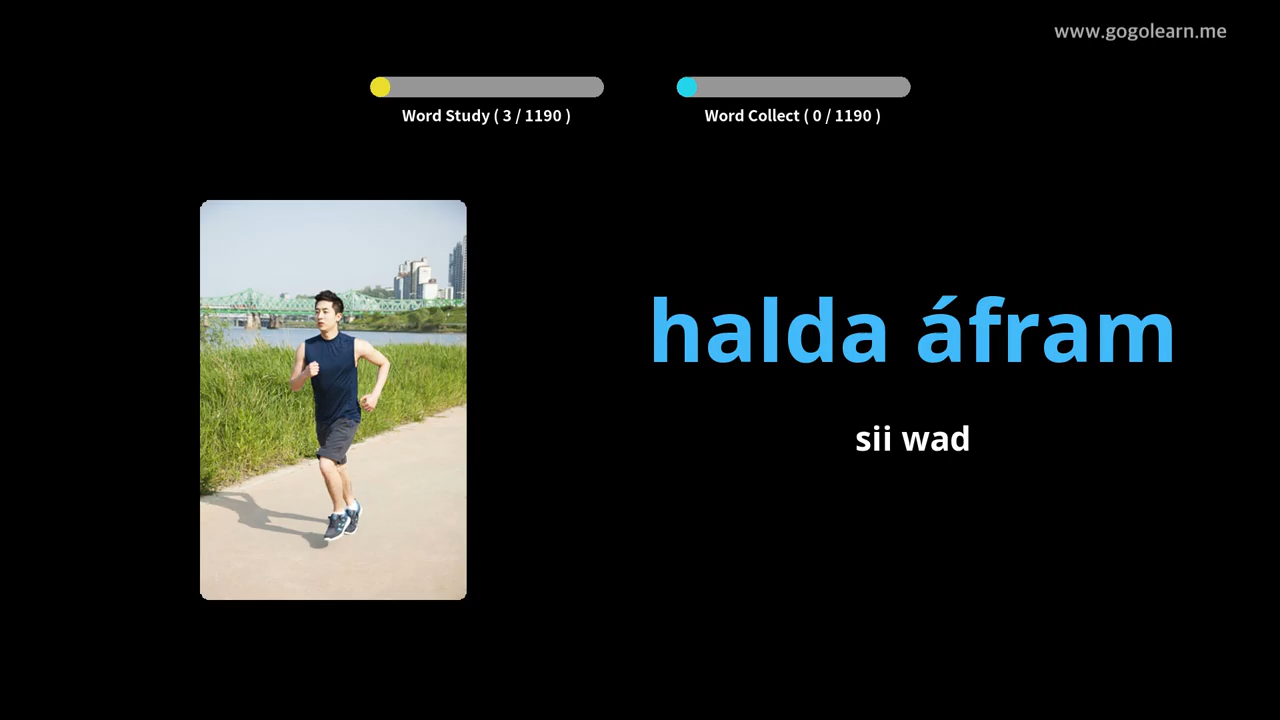 www.gogolearn.me
Word Study ( 3 / 1190 )
Word Collect ( 0 / 1190 )
halda áfram
sii wad